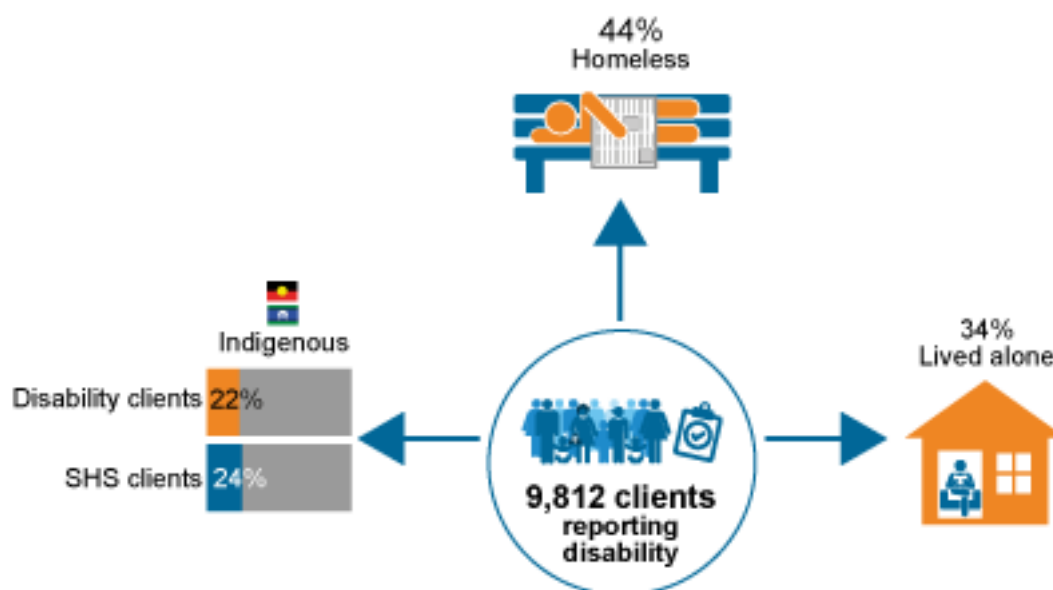 44%
Homeless
Indigenous
Disability clients 22%
SHS clients 24%
34%
Lived alone
9,812 clients
reporting
disability